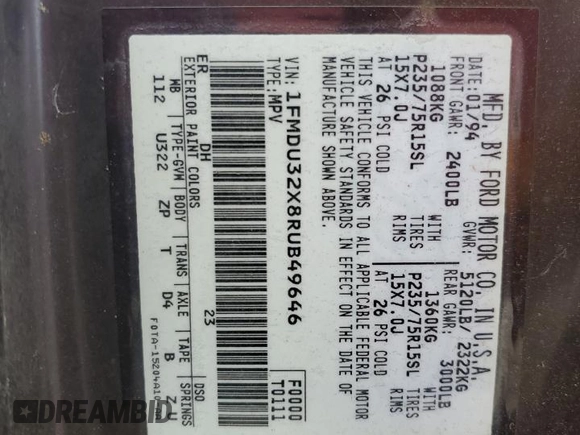 MFD. BY FORD MOTOR CO. IN U.S.A.
DATE: 01/94 GVWR: 5120LB/ 2322KG
FRONT GAWR: 2400LB REAR GAWR: 3000LB
1088KG WITH 1360KG WITH
P235/75R15SL TIRES P235/75R15SL TIRES
15X7.0J RIMS 15X7.0J RIMS
AT 26 PSI COLD AT 26 PSI COLD
THIS VEHICLE CONFORMS TO ALL APPLICABLE FEDERAL MOTOR
VEHICLE SAFETY STANDARDS IN EFFECT ON THE DATE OF
MANUFACTURE SHOWN ABOVE.
VIN: 1FMDU32X8RUB49646 F0000
TYPE: MPV T0111
DH 23
ER
EXTERIOR PAINT COLORS DSO
WB TYPE-GVM BODY TRANS AXLE TAPE SPRINGS
112 U322 ZP T D4 B
DREAMBID